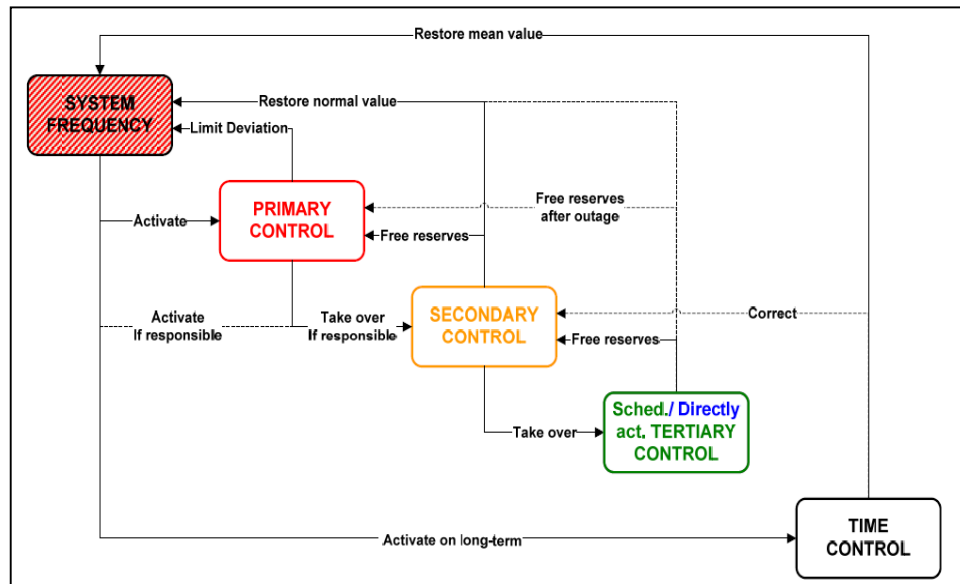 Restore mean value
SYSTEM
FREQUENCY
Restore normal value
Limit Deviation
PRIMARY
CONTROL
Free reserves
after outage
Activate
Free reserves
Activate
If responsible
Take over
If responsible
SECONDARY
CONTROL
Correct
Free reserves
Sched./ Directly
act. TERTIARY
CONTROL
Take over
TIME
CONTROL
Activate on long-term